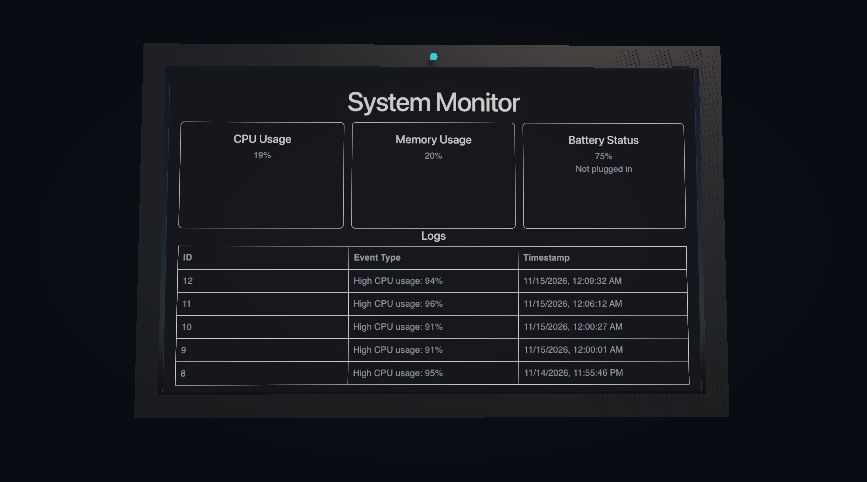 System Monitor
CPU Usage
19%
Memory Usage
20%
Battery Status
75%
Not plugged in
Logs
ID Event Type Timestamp
12 High CPU usage: 94% 11/15/2026, 12:09:32 AM
11 High CPU usage: 96% 11/15/2026, 12:06:12 AM
10 High CPU usage: 91% 11/15/2026, 12:00:27 AM
9 High CPU usage: 91% 11/15/2026, 12:00:01 AM
8 High CPU usage: 95% 11/14/2026, 11:55:46 PM